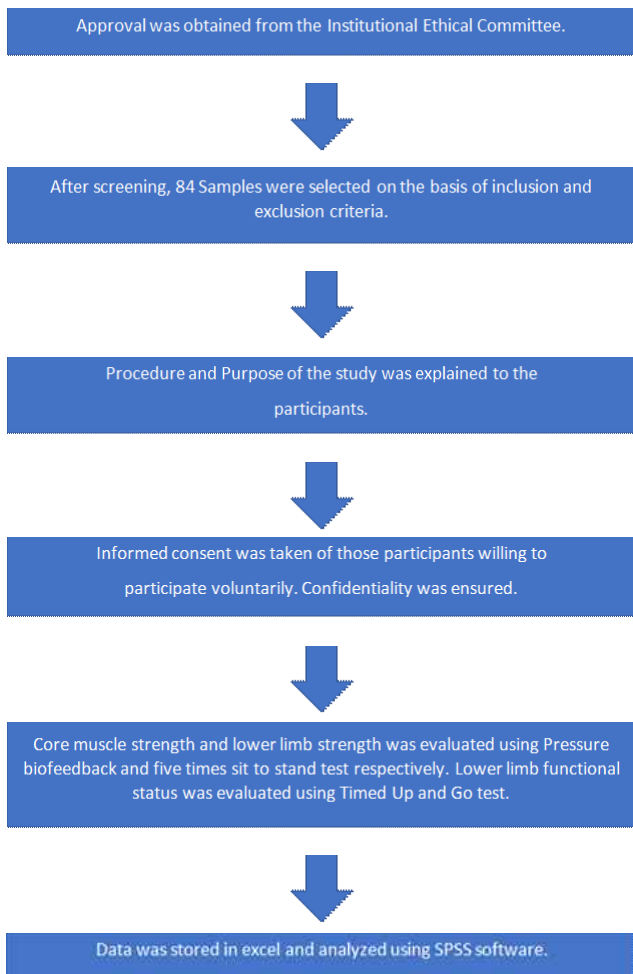 Approval was obtained from the Institutional Ethical Committee.
After screening, 84 Samples were selected on the basis of inclusion and
exclusion criteria.
Procedure and Purpose of the study was explained to the
participants.
Informed consent was taken of those participants willing to
participate voluntarily. Confidentiality was ensured.
Core muscle strength and lower limb strength was evaluated using Pressure
biofeedback and five times sit to stand test respectively. Lower limb functional
status was evaluated using Timed Up and Go test.
Data was stored in excel and analyzed using SPSS software.